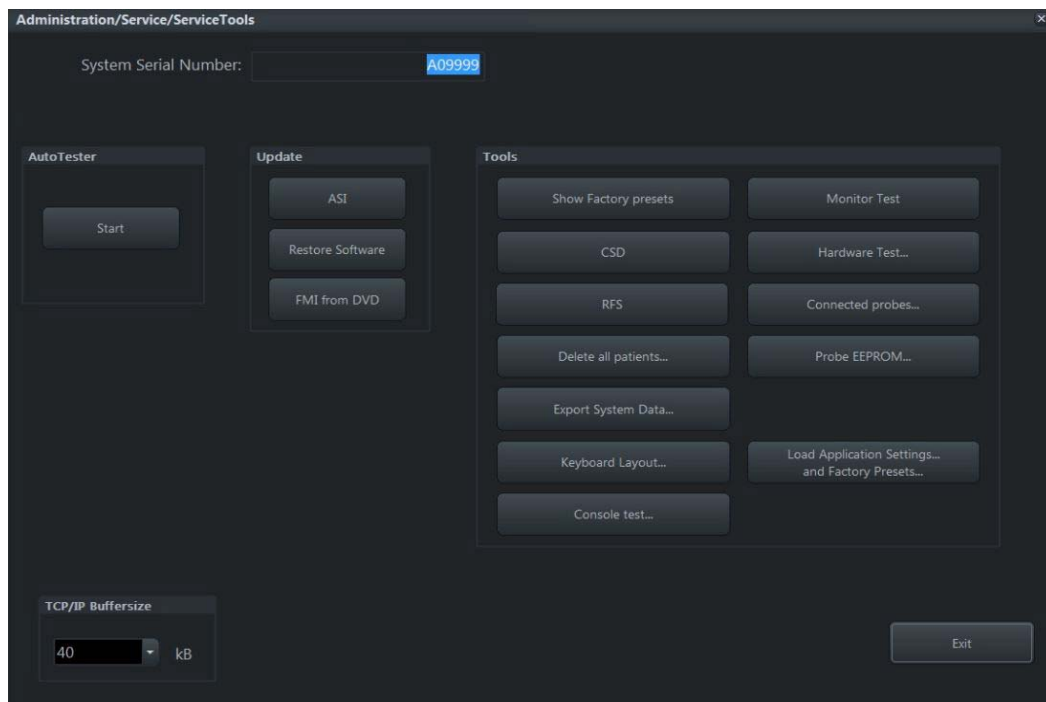 Administration/Service/ServiceTools
System Serial Number: A09999
AutoTester
Start
Update
ASI
Restore Software
FMI from DVD
Tools
Show Factory presets
Monitor Test
CSD
Hardware Test...
RFS
Connected probes...
Delete all patients...
Probe EEPROM...
Export System Data...
Keyboard Layout...
Load Application Settings...
and Factory Presets...
Console test...
TCP/IP Buffersize
40 kB
Exit